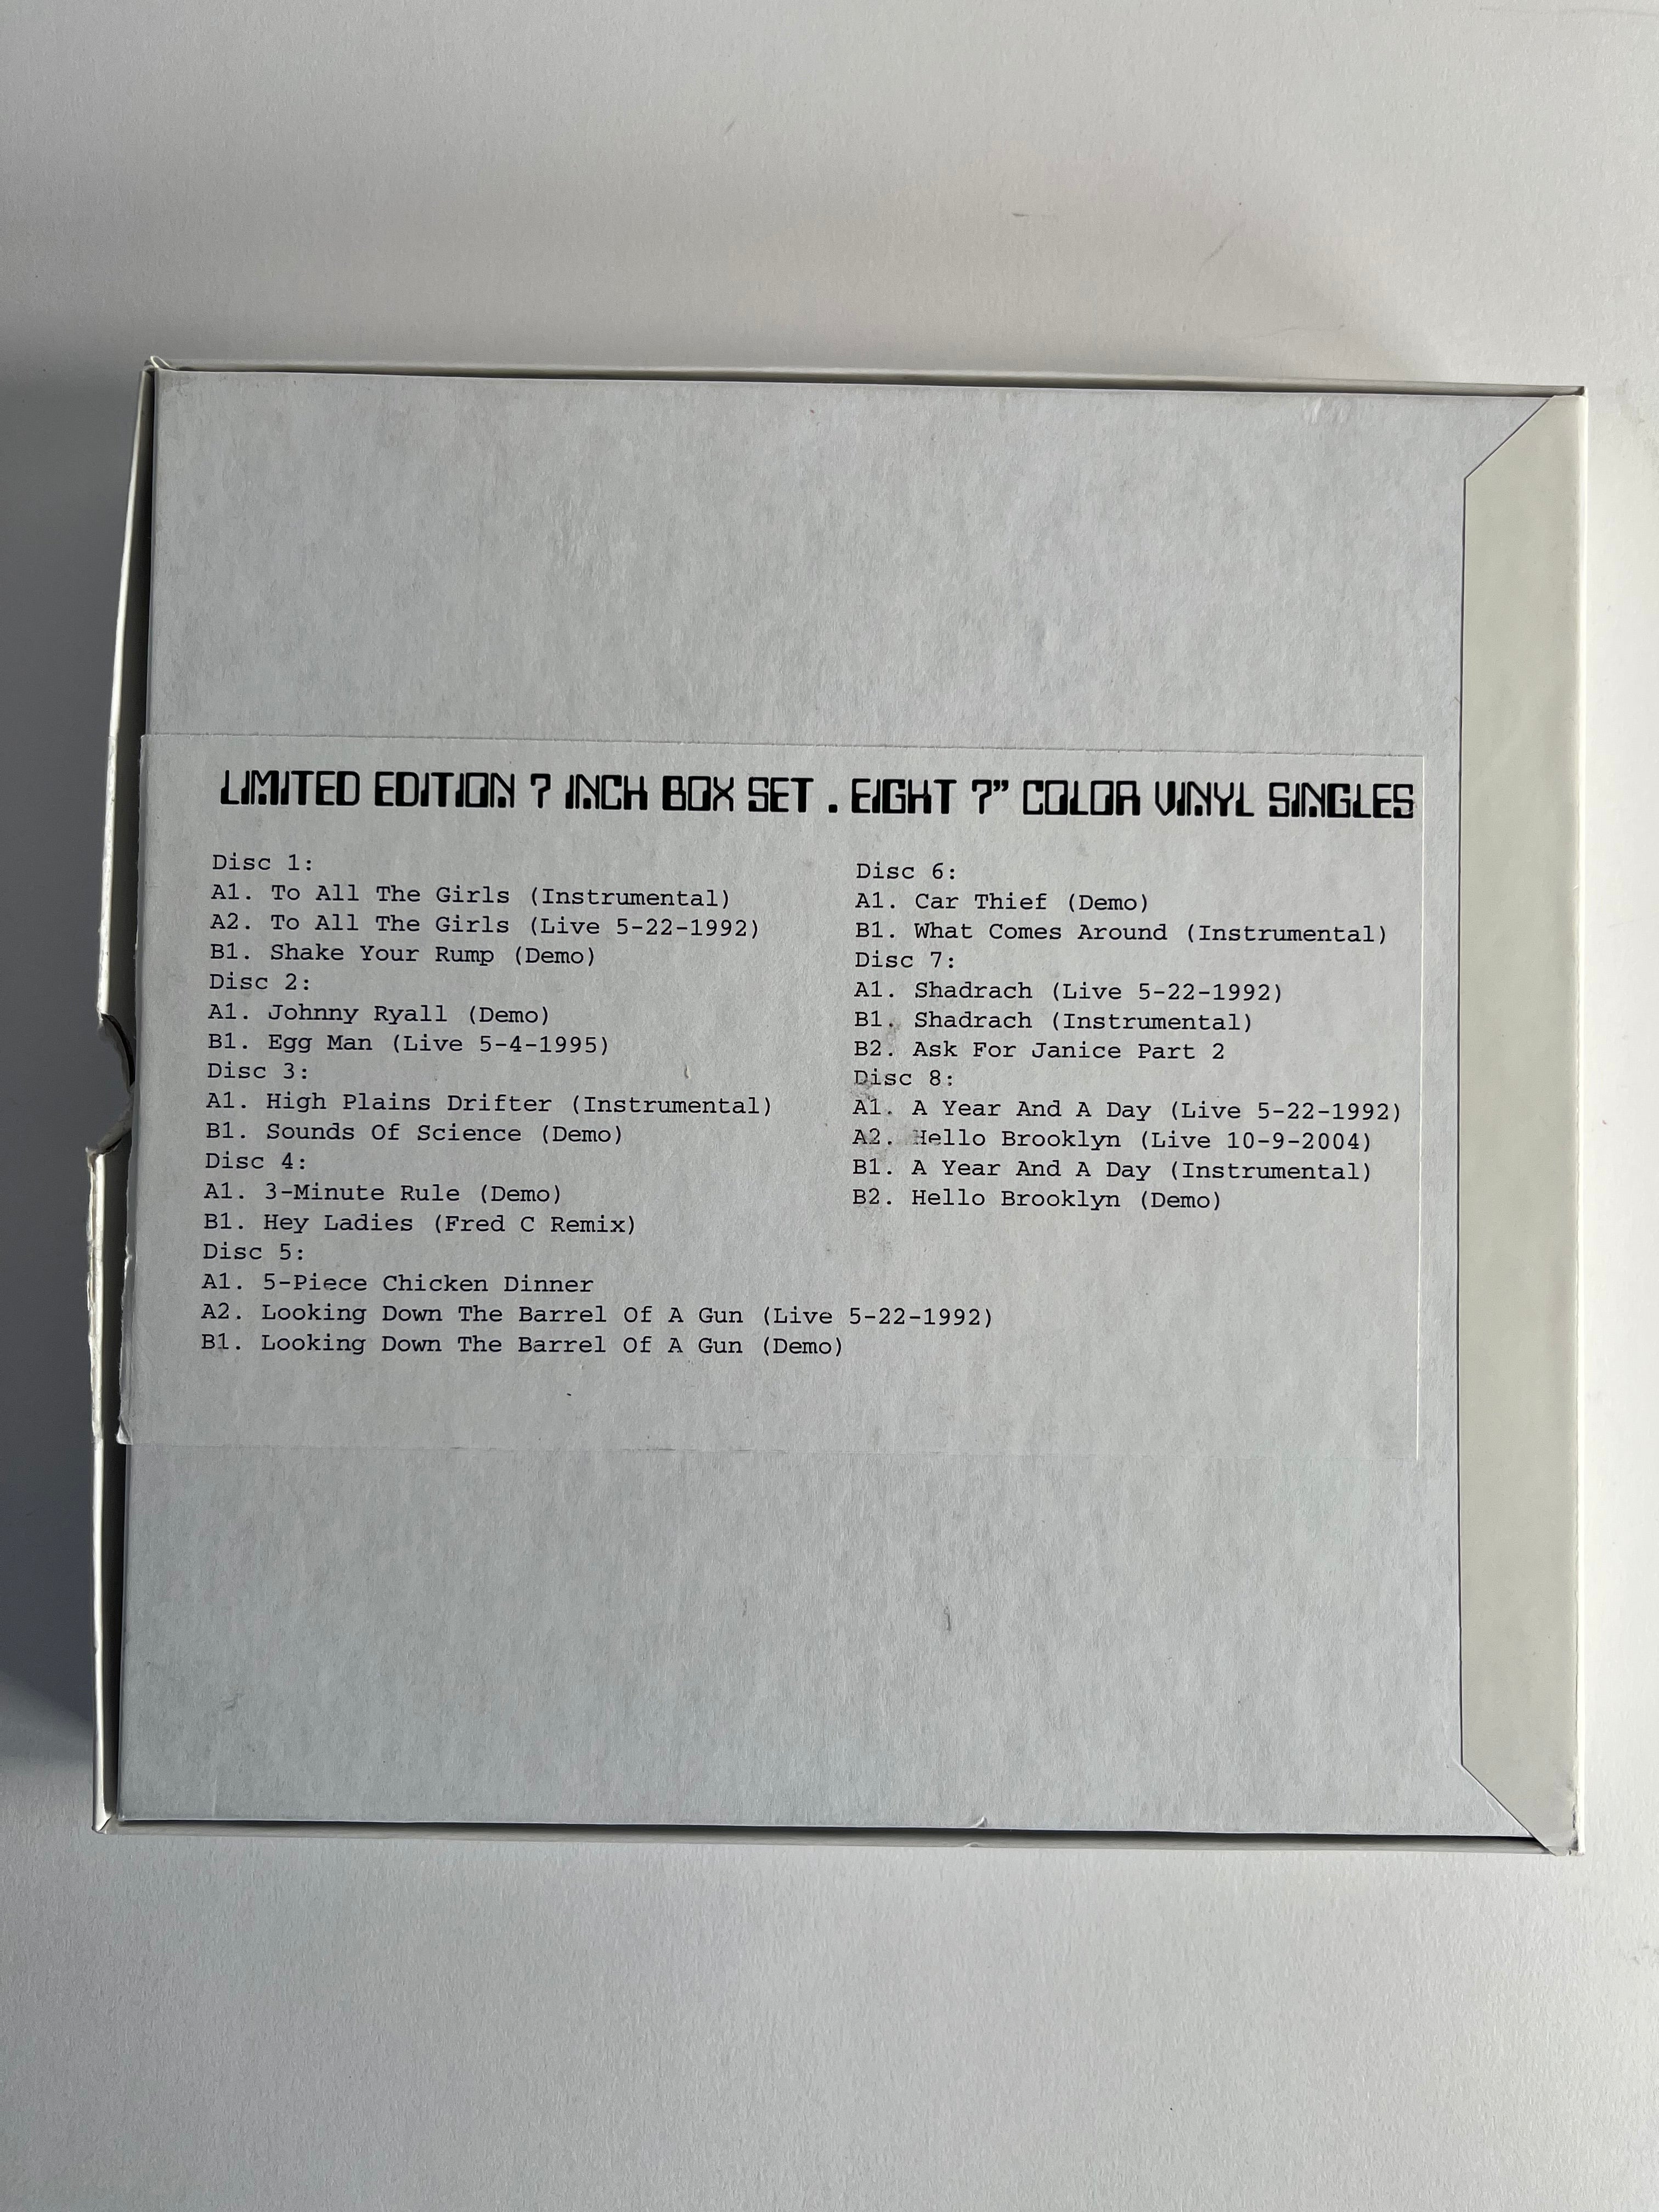 LIMITED EDITION 7 INCH BOX SET . EIGHT 7" COLOR VINYL SINGLES
Disc 1:
A1. To All The Girls (Instrumental)
A2. To All The Girls (Live 5-22-1992)
B1. Shake Your Rump (Demo)
Disc 2:
A1. Johnny Ryall (Demo)
B1. Egg Man (Live 5-4-1995)
Disc 3:
A1. High Plains Drifter (Instrumental)
B1. Sounds Of Science (Demo)
Disc 4:
A1. 3-Minute Rule (Demo)
B1. Hey Ladies (Fred C Remix)
Disc 5:
A1. 5-Piece Chicken Dinner
A2. Looking Down The Barrel Of A Gun (Live 5-22-1992)
B1. Looking Down The Barrel Of A Gun (Demo)
Disc 6:
A1. Car Thief (Demo)
B1. What Comes Around (Instrumental)
Disc 7:
A1. Shadrach (Live 5-22-1992)
B1. Shadrach (Instrumental)
B2. Ask For Janice Part 2
Disc 8:
A1. A Year And A Day (Live 5-22-1992)
A2. Hello Brooklyn (Live 10-9-2004)
B1. A Year And A Day (Instrumental)
B2. Hello Brooklyn (Demo)